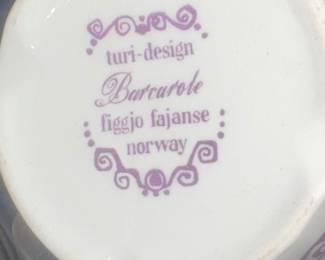 turi-design
Barcarole
figgjo fajanse
norway